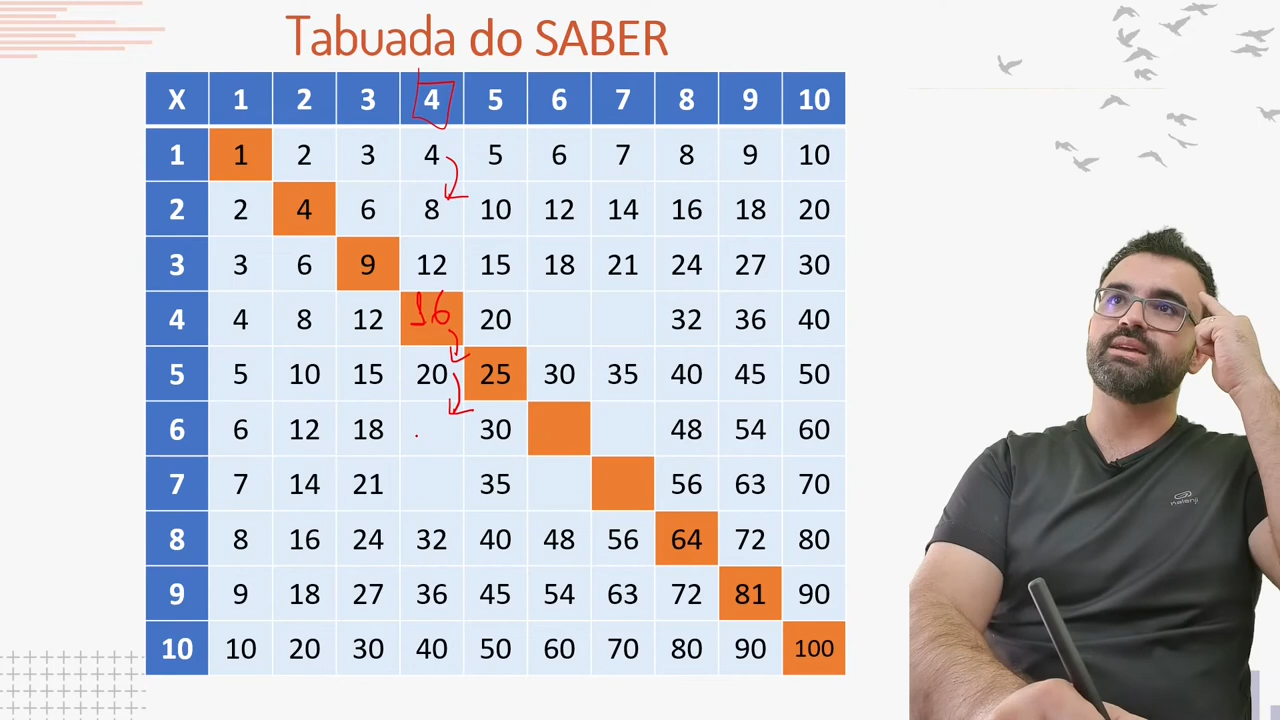 Tabuada do SABER
X 1 2 3 4 5 6 7 8 9 10
1 1 2 3 4 5 6 7 8 9 10
2 2 4 6 8 10 12 14 16 18 20
3 3 6 9 12 15 18 21 24 27 30
4 4 8 12 16 20 32 36 40
5 5 10 15 20 25 30 35 40 45 50
6 6 12 18 30 48 54 60
7 7 14 21 35 56 63 70
8 8 16 24 32 40 48 56 64 72 80
9 9 18 27 36 45 54 63 72 81 90
10 10 20 30 40 50 60 70 80 90 100